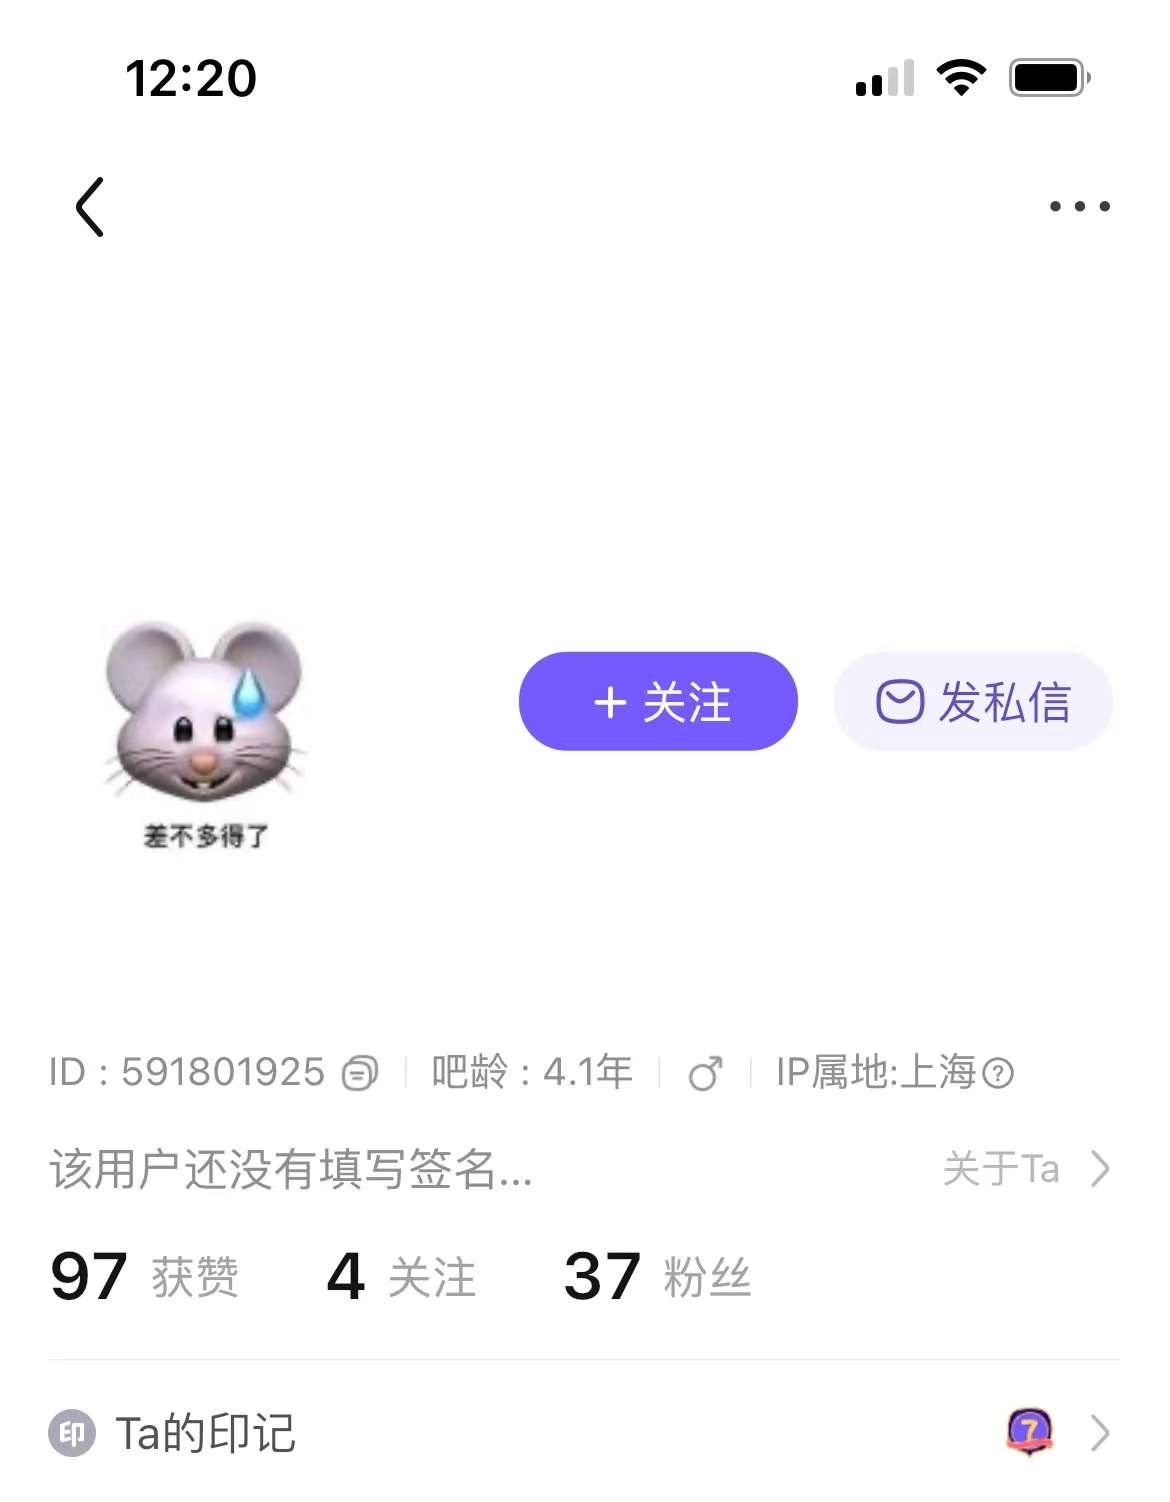 12:20
+ 关注
发私信
差不多得了
ID : 591801925 吧龄 : 4.1年 IP属地:上海?
该用户还没有填写签名... 关于Ta
97 获赞 4 关注 37 粉丝
印 Ta的印记 7